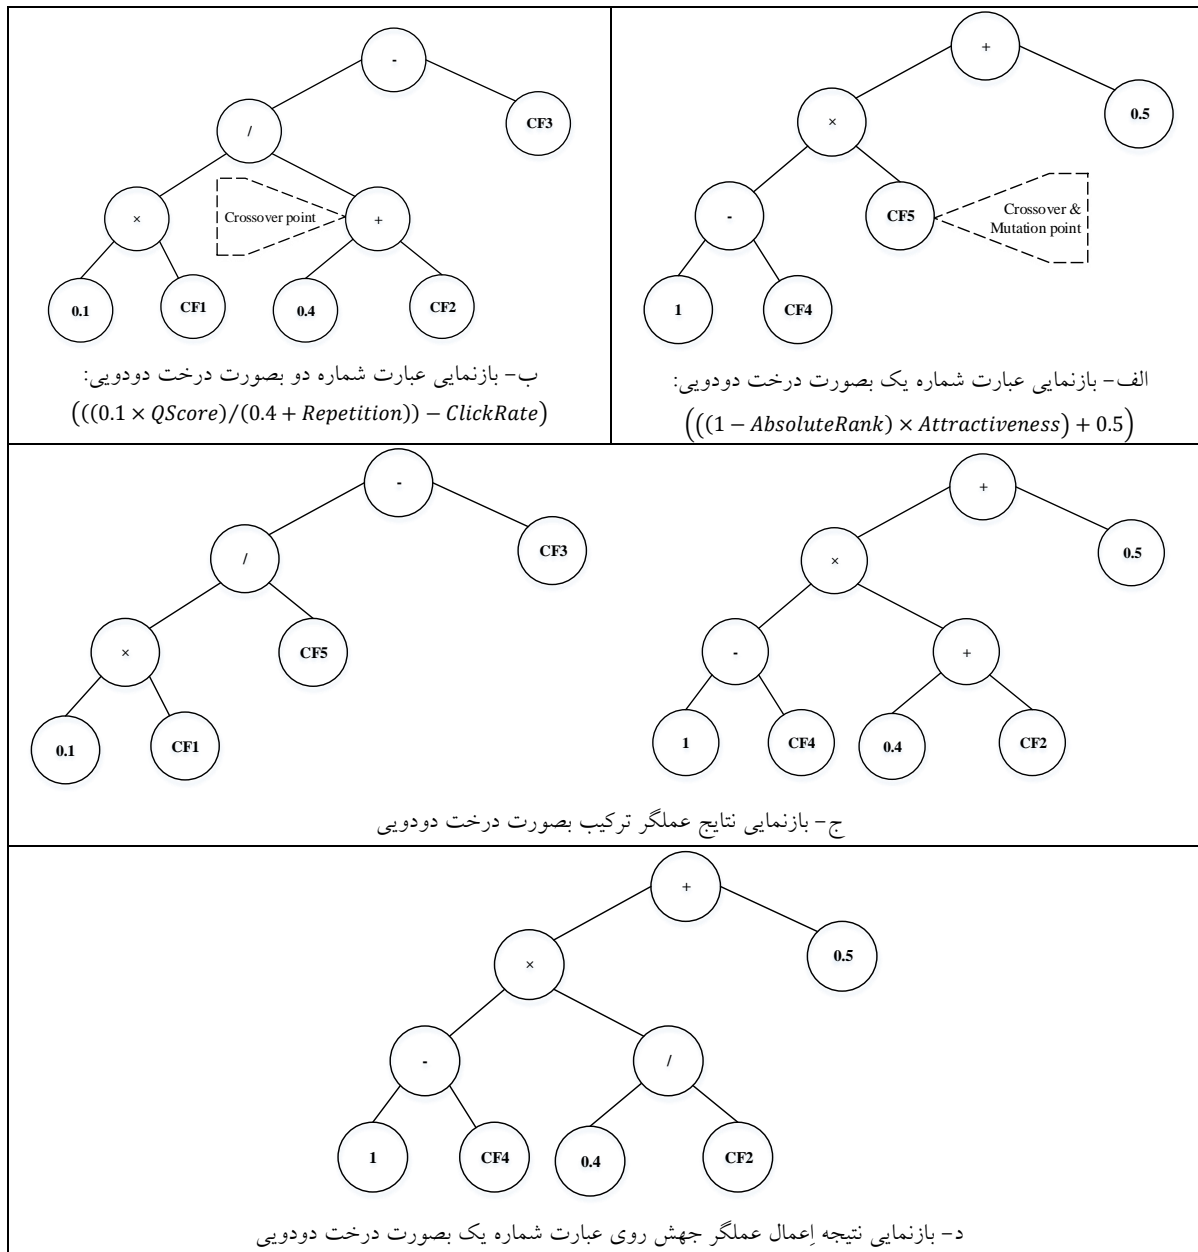 +
×
0.5
-
CF5
Crossover &
Mutation point
1
CF4
الف- بازنمایی عبارت شماره یک بصورت درخت دودویی:
(((1 − AbsoluteRank) × Attractiveness) + 0.5)
-
/
CF3
×
Crossover point
+
0.1
CF1
0.4
CF2
ب- بازنمایی عبارت شماره دو بصورت درخت دودویی:
(((0.1 × QScore)/(0.4 + Repetition)) − ClickRate)
+
×
0.5
-
+
1
CF4
0.4
CF2
-
/
CF3
×
CF5
0.1
CF1
ج- بازنمایی نتایج عملگر ترکیب بصورت درخت دودویی
+
×
0.5
-
/
1
CF4
0.4
CF2
د- بازنمایی نتیجه اِعمال عملگر جهش روی عبارت شماره یک بصورت درخت دودویی